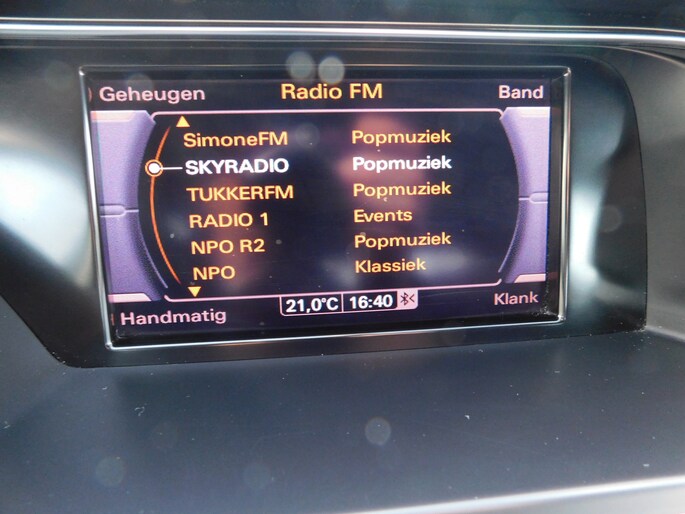 Geheugen Radio FM Band
SimoneFM Popmuziek
SKYRADIO Popmuziek
TUKKERFM Popmuziek
RADIO 1 Events
NPO R2 Popmuziek
NPO Klassiek
21,0°C 16:40
Handmatig Klank